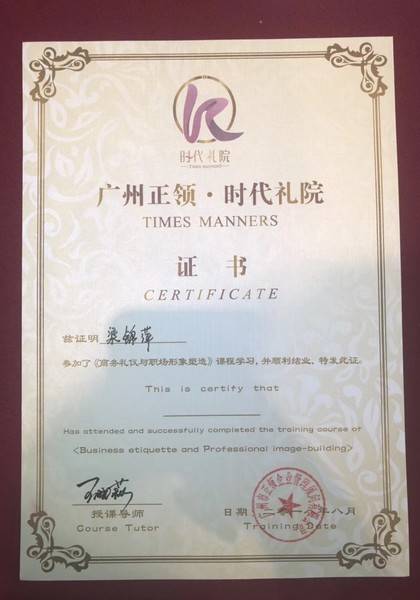 时代礼院
TIMES MANNERS
广州正领·时代礼院
TIMES MANNERS
证 书
CERTIFICATE
兹证明 梁锦萍
参加了《商务礼仪与职场形象塑造》课程学习,并顺利结业,特发此证。
This is certify that
Has attended and successfully completed the training course of
<Business etiquette and Professional image-building>
授课导师
Course Tutor
日期
年八月
Training Date